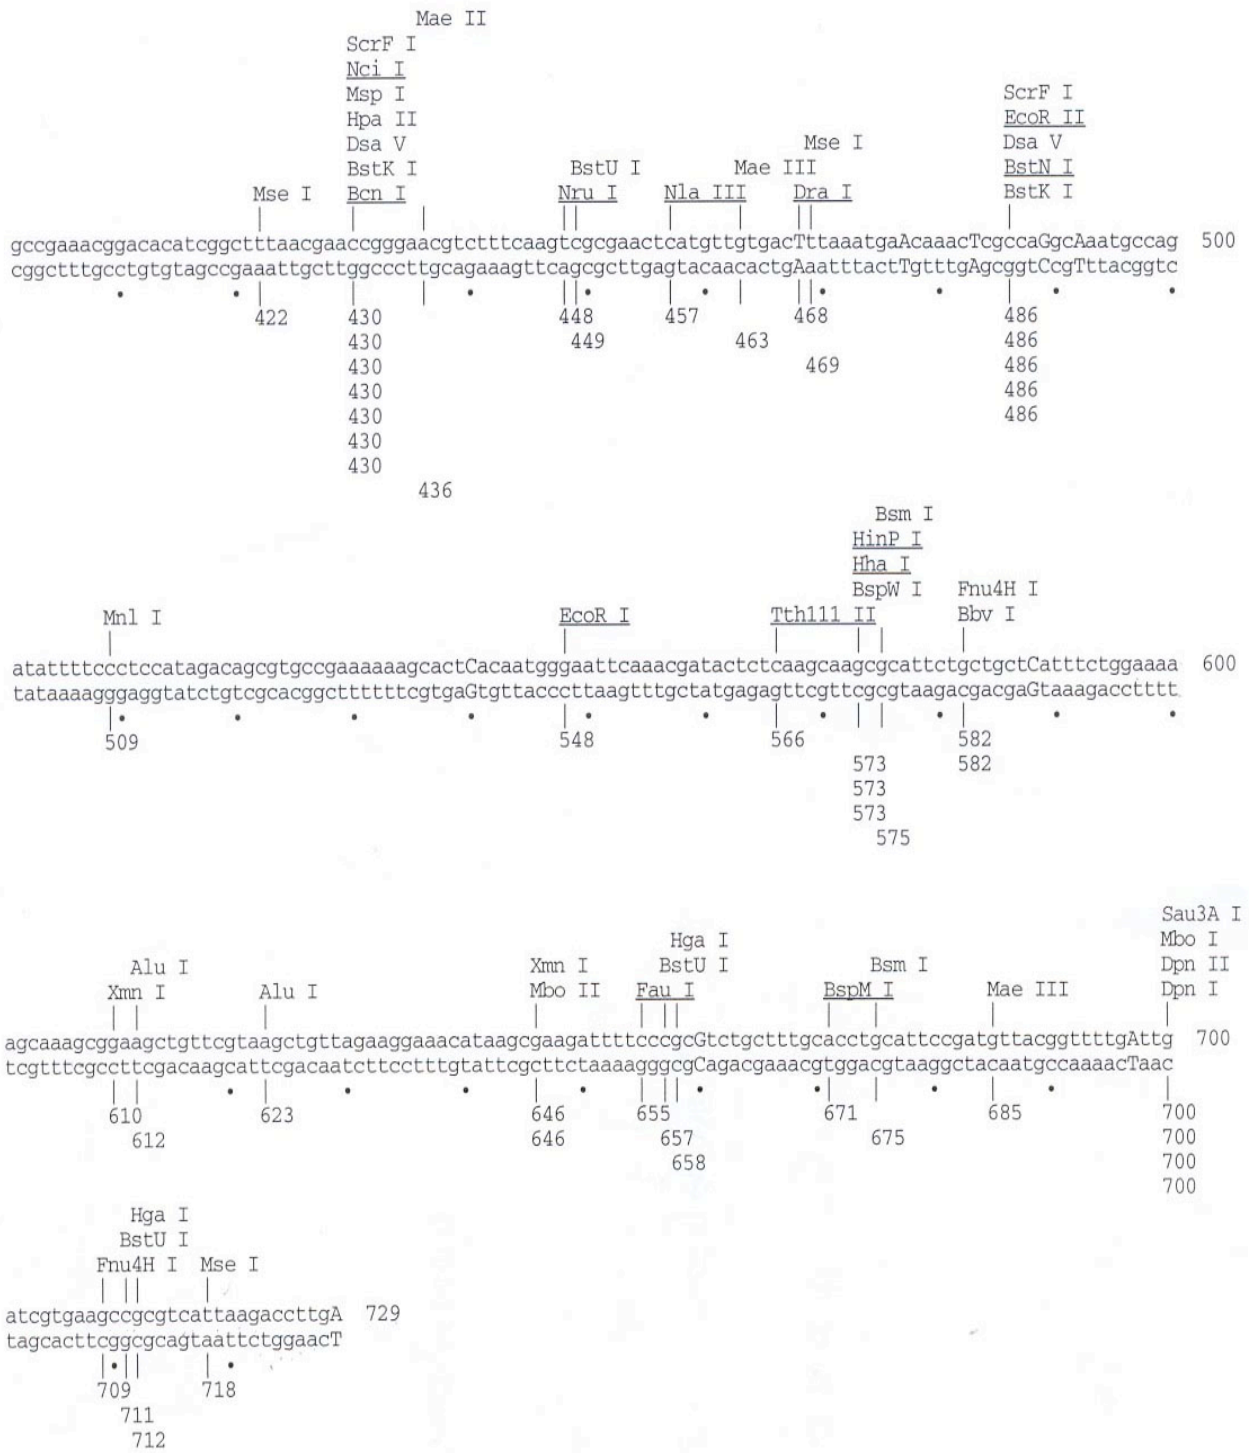 Mae II
ScrF I
Nci I
Msp I
Hpa II
Dsa V
BstK I
Bcn I
Mse I
BstU I
Nru I
Nla III
Mae III
Mse I
Dra I
ScrF I
EcoR II
Dsa V
BstN I
BstK I
gccgaaacggacacatcggctttaacgaaccgggaacgtctttcaagtcgcgaactcatgttgtgacTttaaatgaAcaaacTcgccaGgcAaatgccag 500
cggctttgcctgtgtagccgaaattgcttggcccttgcagaaagttcagcgcttgagtacaacactgAaatttactTgtttgAgcggtCcgTttacggtc
422 430 448 457 468 486
430 449 463 486
430 469 486
430 486
430 486
430
430
436
Bsm I
HinP I
Hha I
BspW I Fnu4H I
Mnl I EcoR I Tth111 II Bbv I
atattttccctccatagacagcgtgccgaaaaaagcactCacaatgggaattcaaacgatactctcaagcaagcgcattctgctgctCatttctggaaaa 600
tataaaagggaggtatctgtcgcacggcttttttcgtgaGtgttacccttaagtttgctatgagagttcgttcgcgtaagacgacgaGtaaagacctttt
509 548 566 582
573 582
573
573
575
Sau3A I
Hga I Mbo I
Alu I Xmn I BstU I Bsm I Dpn II
Xmn I Alu I Mbo II Fau I BspM I Mae III Dpn I
agcaaagcggaagctgttcgtaagctgttagaaggaaacataagcgaagattttcccgcGtctgctttgcacctgcattccgatgttacggttttgAttg 700
tcgtttcgccttcgacaagcattcgacaatcttcctttgtattcgcttctaaaagggcgCagacgaaacgtggacgtaaggctacaatgccaaaacTaac
610 623 646 655 671 685 700
612 646 657 675 700
658 700
700
Hga I
BstU I
Fnu4H I Mse I
atcgtgaagccgcgtcattaagaccttgA 729
tagcacttcggcgcagtaattctggaacT
709 718
711
712